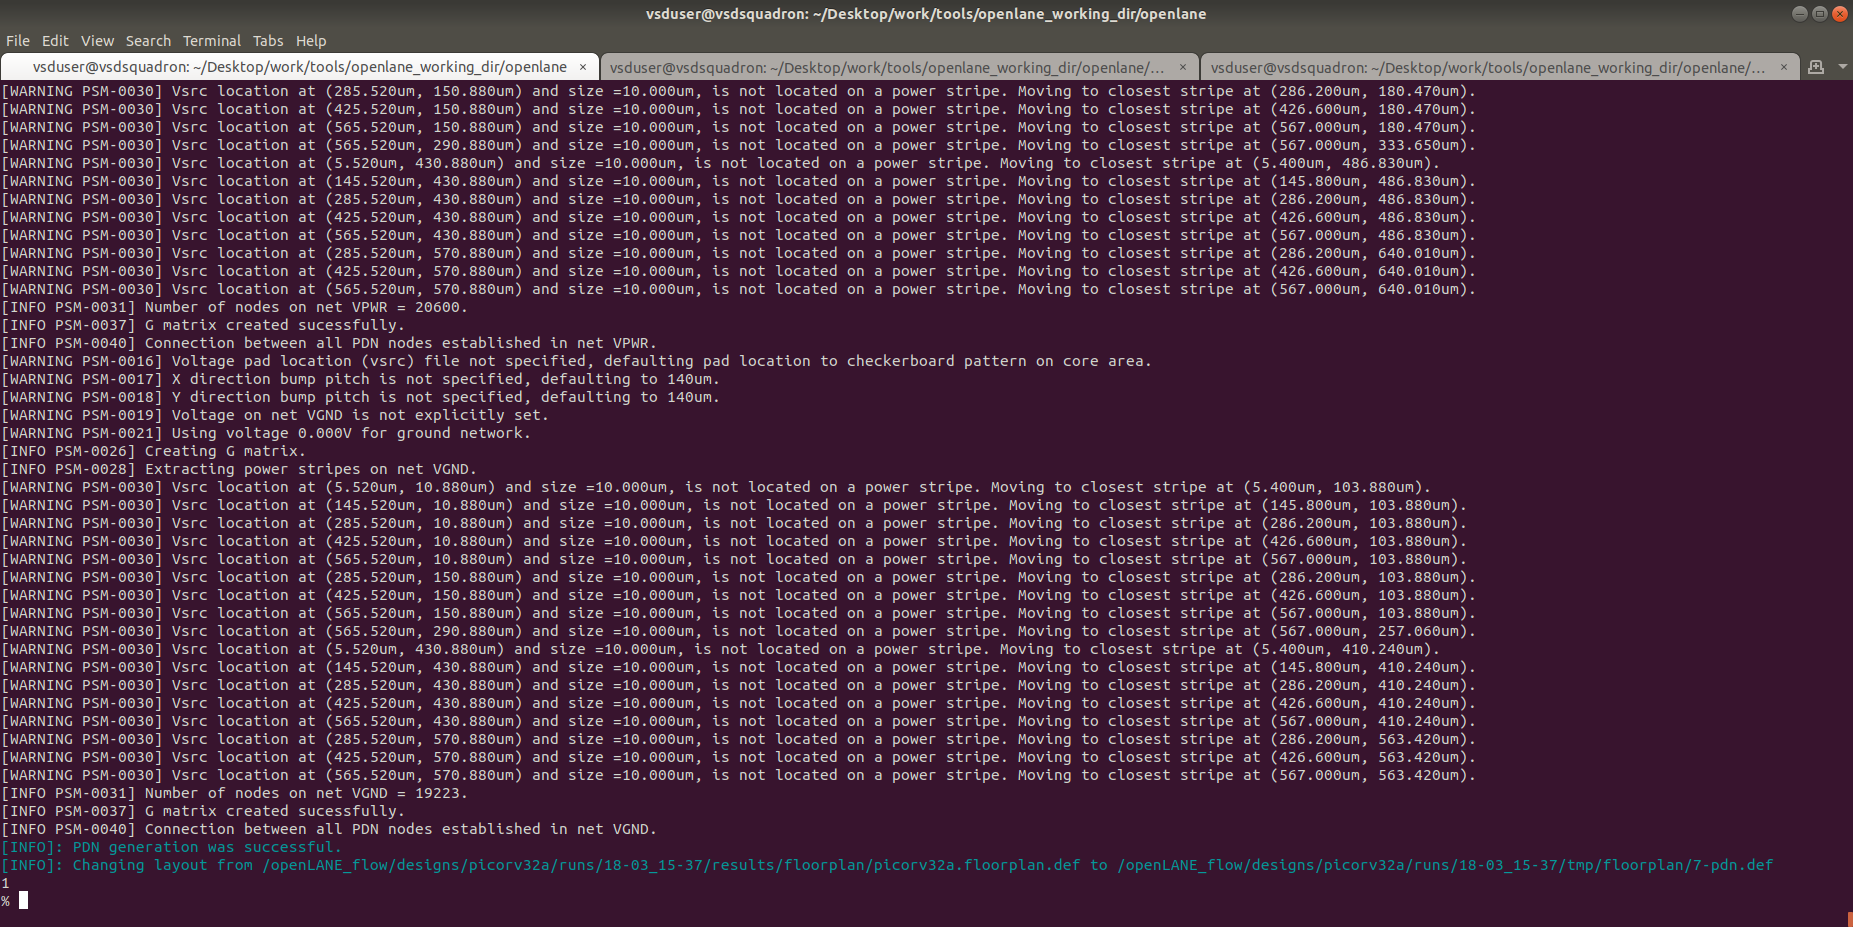 vsduser@vsdsquadron: ~/Desktop/work/tools/openlane_working_dir/openlane
File Edit View Search Terminal Tabs Help
vsduser@vsdsquadron: ~/Desktop/work/tools/openlane_working_dir/openlane × vsduser@vsdsquadron: ~/Desktop/work/tools/openlane_working_dir/openlane/... × vsduser@vsdsquadron: ~/Desktop/work/tools/openlane_working_dir/openlane/... ×
[WARNING PSM-0030] Vsrc location at (285.520um, 150.880um) and size =10.000um, is not located on a power stripe. Moving to closest stripe at (286.200um, 180.470um).
[WARNING PSM-0030] Vsrc location at (425.520um, 150.880um) and size =10.000um, is not located on a power stripe. Moving to closest stripe at (426.600um, 180.470um).
[WARNING PSM-0030] Vsrc location at (565.520um, 150.880um) and size =10.000um, is not located on a power stripe. Moving to closest stripe at (567.000um, 180.470um).
[WARNING PSM-0030] Vsrc location at (565.520um, 290.880um) and size =10.000um, is not located on a power stripe. Moving to closest stripe at (567.000um, 333.650um).
[WARNING PSM-0030] Vsrc location at (5.520um, 430.880um) and size =10.000um, is not located on a power stripe. Moving to closest stripe at (5.400um, 486.830um).
[WARNING PSM-0030] Vsrc location at (145.520um, 430.880um) and size =10.000um, is not located on a power stripe. Moving to closest stripe at (145.800um, 486.830um).
[WARNING PSM-0030] Vsrc location at (285.520um, 430.880um) and size =10.000um, is not located on a power stripe. Moving to closest stripe at (286.200um, 486.830um).
[WARNING PSM-0030] Vsrc location at (425.520um, 430.880um) and size =10.000um, is not located on a power stripe. Moving to closest stripe at (426.600um, 486.830um).
[WARNING PSM-0030] Vsrc location at (565.520um, 430.880um) and size =10.000um, is not located on a power stripe. Moving to closest stripe at (567.000um, 486.830um).
[WARNING PSM-0030] Vsrc location at (285.520um, 570.880um) and size =10.000um, is not located on a power stripe. Moving to closest stripe at (286.200um, 640.010um).
[WARNING PSM-0030] Vsrc location at (425.520um, 570.880um) and size =10.000um, is not located on a power stripe. Moving to closest stripe at (426.600um, 640.010um).
[WARNING PSM-0030] Vsrc location at (565.520um, 570.880um) and size =10.000um, is not located on a power stripe. Moving to closest stripe at (567.000um, 640.010um).
[INFO PSM-0031] Number of nodes on net VPWR = 20600.
[INFO PSM-0037] G matrix created sucessfully.
[INFO PSM-0040] Connection between all PDN nodes established in net VPWR.
[WARNING PSM-0016] Voltage pad location (vsrc) file not specified, defaulting pad location to checkerboard pattern on core area.
[WARNING PSM-0017] X direction bump pitch is not specified, defaulting to 140um.
[WARNING PSM-0018] Y direction bump pitch is not specified, defaulting to 140um.
[WARNING PSM-0019] Voltage on net VGND is not explicitly set.
[WARNING PSM-0021] Using voltage 0.000V for ground network.
[INFO PSM-0026] Creating G matrix.
[INFO PSM-0028] Extracting power stripes on net VGND.
[WARNING PSM-0030] Vsrc location at (5.520um, 10.880um) and size =10.000um, is not located on a power stripe. Moving to closest stripe at (5.400um, 103.880um).
[WARNING PSM-0030] Vsrc location at (145.520um, 10.880um) and size =10.000um, is not located on a power stripe. Moving to closest stripe at (145.800um, 103.880um).
[WARNING PSM-0030] Vsrc location at (285.520um, 10.880um) and size =10.000um, is not located on a power stripe. Moving to closest stripe at (286.200um, 103.880um).
[WARNING PSM-0030] Vsrc location at (425.520um, 10.880um) and size =10.000um, is not located on a power stripe. Moving to closest stripe at (426.600um, 103.880um).
[WARNING PSM-0030] Vsrc location at (565.520um, 10.880um) and size =10.000um, is not located on a power stripe. Moving to closest stripe at (567.000um, 103.880um).
[WARNING PSM-0030] Vsrc location at (285.520um, 150.880um) and size =10.000um, is not located on a power stripe. Moving to closest stripe at (286.200um, 103.880um).
[WARNING PSM-0030] Vsrc location at (425.520um, 150.880um) and size =10.000um, is not located on a power stripe. Moving to closest stripe at (426.600um, 103.880um).
[WARNING PSM-0030] Vsrc location at (565.520um, 150.880um) and size =10.000um, is not located on a power stripe. Moving to closest stripe at (567.000um, 103.880um).
[WARNING PSM-0030] Vsrc location at (565.520um, 290.880um) and size =10.000um, is not located on a power stripe. Moving to closest stripe at (567.000um, 257.060um).
[WARNING PSM-0030] Vsrc location at (5.520um, 430.880um) and size =10.000um, is not located on a power stripe. Moving to closest stripe at (5.400um, 410.240um).
[WARNING PSM-0030] Vsrc location at (145.520um, 430.880um) and size =10.000um, is not located on a power stripe. Moving to closest stripe at (145.800um, 410.240um).
[WARNING PSM-0030] Vsrc location at (285.520um, 430.880um) and size =10.000um, is not located on a power stripe. Moving to closest stripe at (286.200um, 410.240um).
[WARNING PSM-0030] Vsrc location at (425.520um, 430.880um) and size =10.000um, is not located on a power stripe. Moving to closest stripe at (426.600um, 410.240um).
[WARNING PSM-0030] Vsrc location at (565.520um, 430.880um) and size =10.000um, is not located on a power stripe. Moving to closest stripe at (567.000um, 410.240um).
[WARNING PSM-0030] Vsrc location at (285.520um, 570.880um) and size =10.000um, is not located on a power stripe. Moving to closest stripe at (286.200um, 563.420um).
[WARNING PSM-0030] Vsrc location at (425.520um, 570.880um) and size =10.000um, is not located on a power stripe. Moving to closest stripe at (426.600um, 563.420um).
[WARNING PSM-0030] Vsrc location at (565.520um, 570.880um) and size =10.000um, is not located on a power stripe. Moving to closest stripe at (567.000um, 563.420um).
[INFO PSM-0031] Number of nodes on net VGND = 19223.
[INFO PSM-0037] G matrix created sucessfully.
[INFO PSM-0040] Connection between all PDN nodes established in net VGND.
[INFO]: PDN generation was successful.
[INFO]: Changing layout from /openLANE_flow/designs/picorv32a/runs/18-03_15-37/results/floorplan/picorv32a.floorplan.def to /openLANE_flow/designs/picorv32a/runs/18-03_15-37/tmp/floorplan/7-pdn.def
1
%